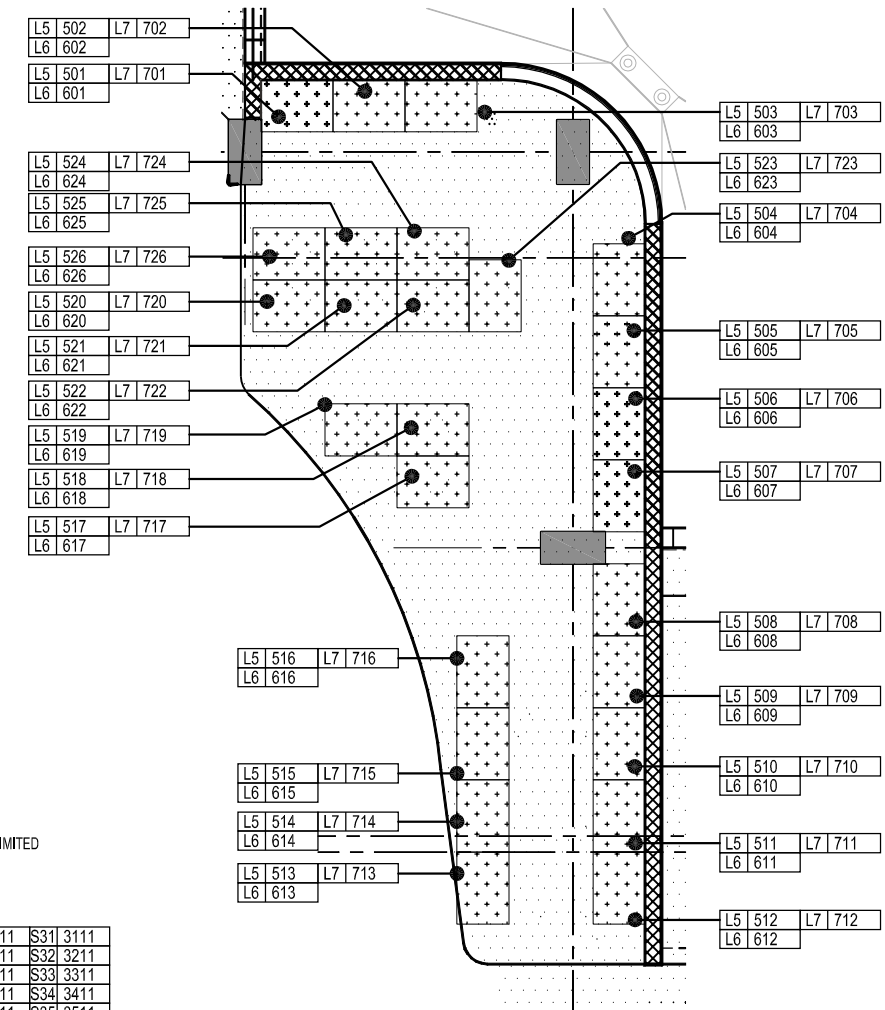 L5 502 L7 702
L6 602
L5 501 L7 701
L6 601
L5 524 L7 724
L6 624
L5 525 L7 725
L6 625
L5 526 L7 726
L6 626
L5 520 L7 720
L6 620
L5 521 L7 721
L6 621
L5 522 L7 722
L6 622
L5 519 L7 719
L6 619
L5 518 L7 718
L6 618
L5 517 L7 717
L6 617
L5 516 L7 716
L6 616
L5 515 L7 715
L6 615
L5 514 L7 714
L6 614
L5 513 L7 713
L6 613
L5 503 L7 703
L6 603
L5 523 L7 723
L6 623
L5 504 L7 704
L6 604
L5 505 L7 705
L6 605
L5 506 L7 706
L6 606
L5 507 L7 707
L6 607
L5 508 L7 708
L6 608
L5 509 L7 709
L6 609
L5 510 L7 710
L6 610
L5 511 L7 711
L6 611
L5 512 L7 712
L6 612
IMITED
11 S31 3111
11 S32 3211
11 S33 3311
11 S34 3411